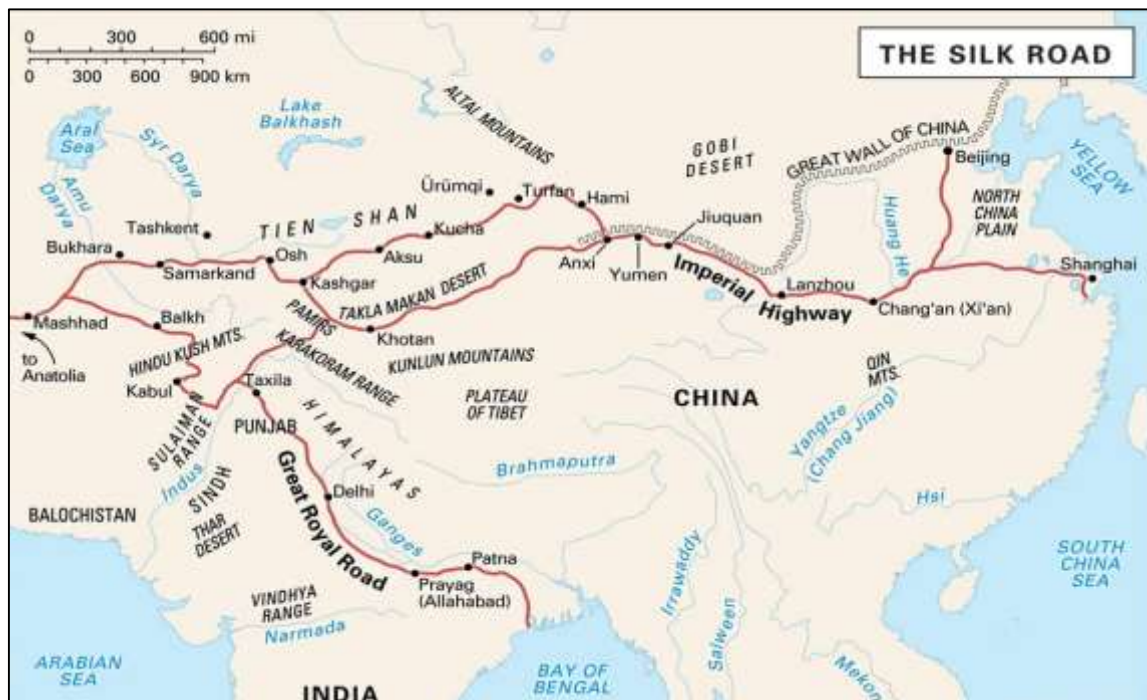 0 300 600 mi
0 300 600 900 km
THE SILK ROAD
ALTAI MOUNTAINS
Lake
Balkhash
Aral
Sea
Syr Darya
Amu
Darya
GOBI
DESERT
GREAT WALL OF CHINA
Beijing
YELLOW
SEA
Ürümqi
Turfan
Hami
Huang He
NORTH
CHINA
PLAIN
Tashkent
TIEN SHAN
Kucha
Jiuquan
Bukhara
Osh
Aksu
Anxi
Yumen
Samarkand
Kashgar
Imperial
Highway
Lanzhou
Shanghai
TAKLA MAKAN DESERT
PAMIRS
Chang'an (Xi'an)
Mashhad
Balkh
Khotan
to
Anatolia
HINDU KUSH MTS.
KARAKORAM RANGE
KUNLUN MOUNTAINS
QIN
MTS.
Kabul
Taxila
PLATEAU
OF TIBET
CHINA
SULAIMAN
RANGE
PUNJAB
HIMALAYAS
Yangtze
(Chang Jiang)
Indus
SINDH
Brahmaputra
Great Royal Road
Delhi
Hsi
BALOCHISTAN
THAR
DESERT
Ganges
Patna
Prayag
(Allahabad)
Irrawaddy
SOUTH
CHINA
SEA
VINDHYA
RANGE
Narmada
Salween
Mekon
ARABIAN
SEA
INDIA
BAY OF
BENGAL